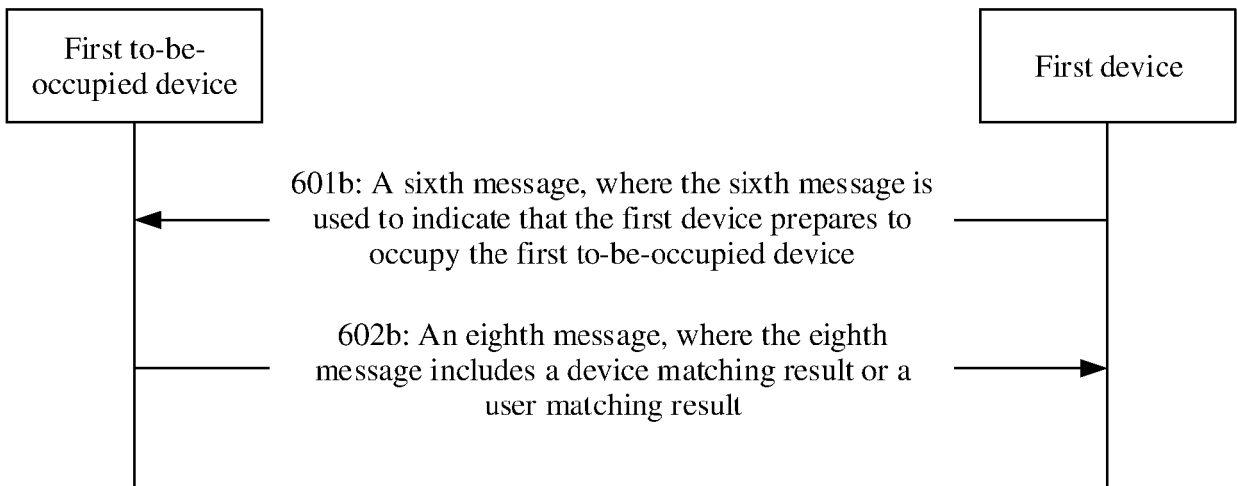 First to-be-
occupied device
First device
601b: A sixth message, where the sixth message is
used to indicate that the first device prepares to
occupy the first to-be-occupied device
602b: An eighth message, where the eighth
message includes a device matching result or a
user matching result